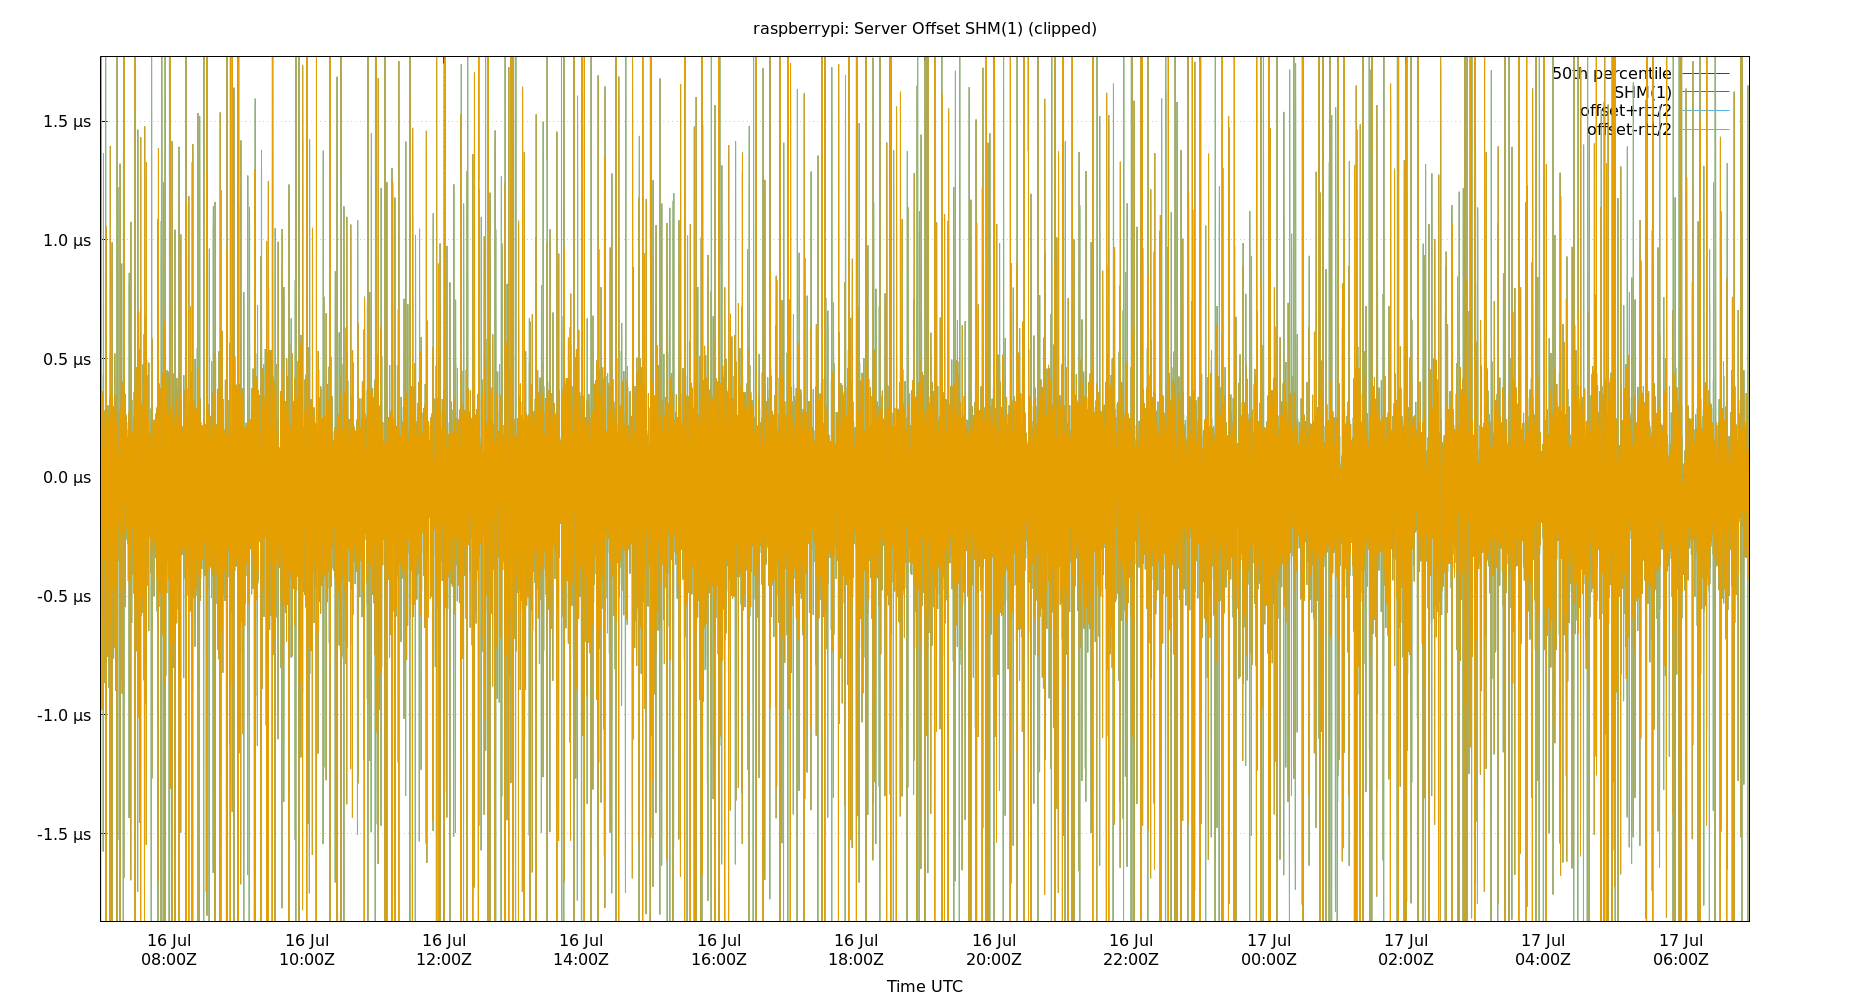 raspberrypi: Server Offset SHM(1) (clipped)
50th percentile
SHM(1)
offset+rtt/2
offset-rtt/2
1.5 µs
1.0 µs
0.5 µs
0.0 µs
-0.5 µs
-1.0 µs
-1.5 µs
16 Jul 16 Jul 16 Jul 16 Jul 16 Jul 16 Jul 16 Jul 16 Jul 17 Jul 17 Jul 17 Jul 17 Jul
08:00Z 10:00Z 12:00Z 14:00Z 16:00Z 18:00Z 20:00Z 22:00Z 00:00Z 02:00Z 04:00Z 06:00Z
Time UTC